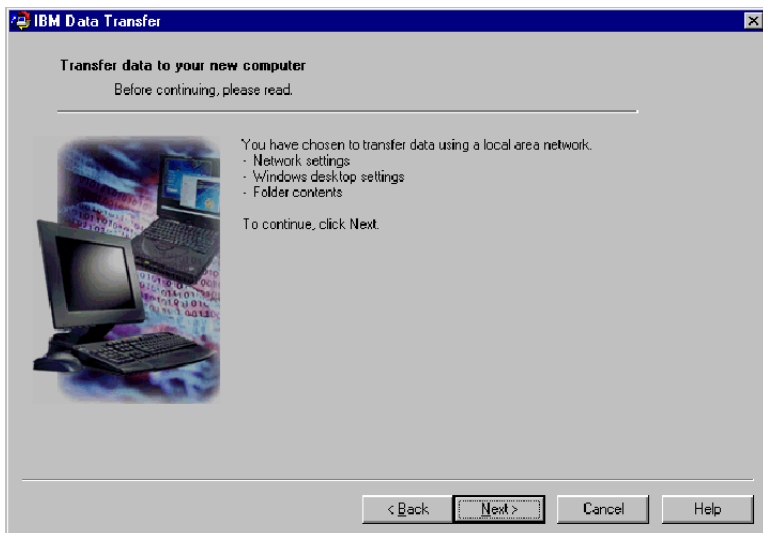 IBM Data Transfer
Transfer data to your new computer
Before continuing, please read.
You have chosen to transfer data using a local area network.
- Network settings
- Windows desktop settings
- Folder contents
To continue, click Next.
< Back Next > Cancel Help